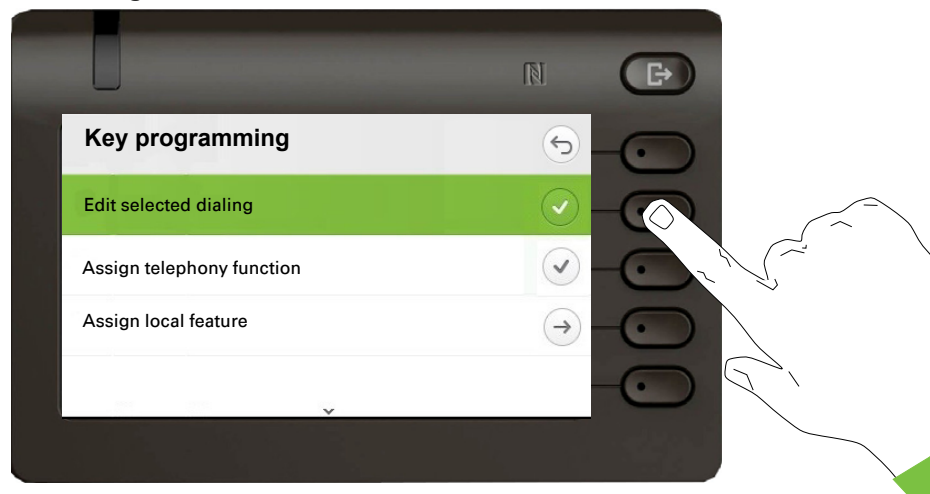 Key programming
Edit selected dialing
Assign telephony function
Assign local feature